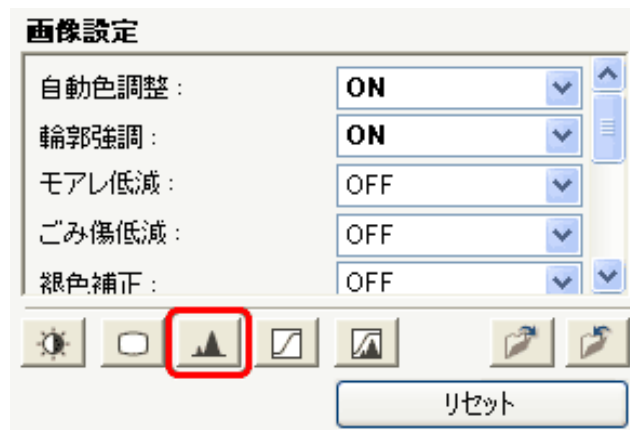 画像設定
自動色調整: ON
輪郭強調: ON
モアレ低減: OFF
ごみ傷低減: OFF
褪色補正: OFF
リセット